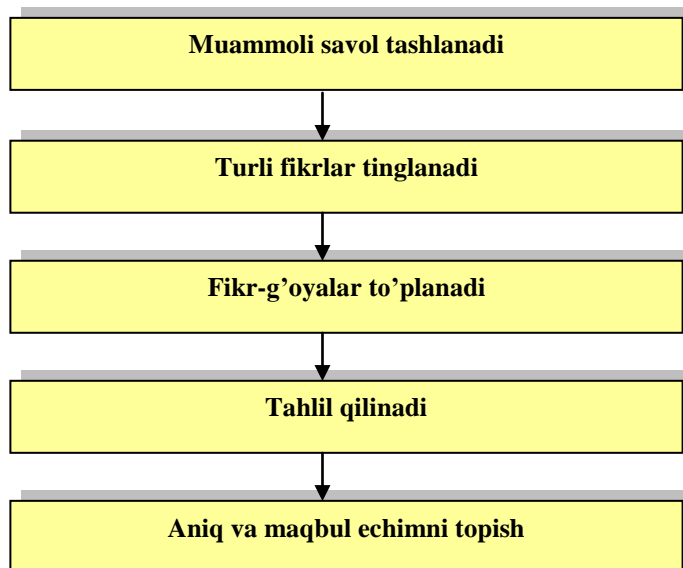 Muammoli savol tashlanadi
Turli fikrlar tinglanadi
Fikr-g’oyalar to’planadi
Tahlil qilinadi
Aniq va maqbul echimni topish